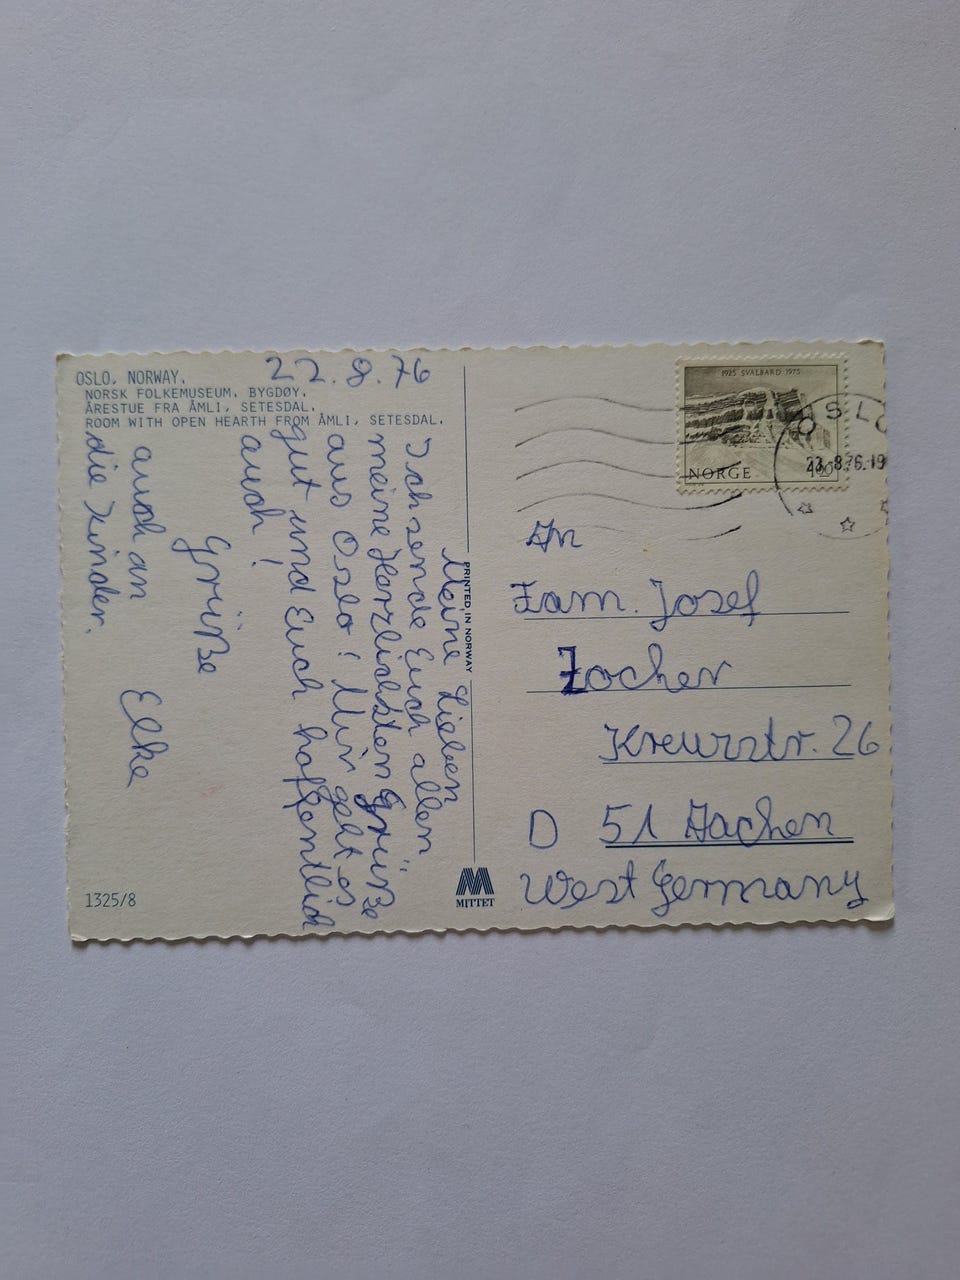 OSLO, NORWAY.
NORSK FOLKEMUSEUM, BYGDØY.
ÅRESTUE FRA ÅMLI, SETESDAL.
ROOM WITH OPEN HEARTH FROM ÅMLI, SETESDAL.
22.8.76
Meine Lieben
Ich sende Euch allen
meine Herzlichsten Grüße
aus Oslo! Mir geht es
gut und Euch hoffentlich
auch!
Grüße
Elke
auch an
die Kinder.
1325/8
PRINTED IN NORWAY
MITTET
1925 SVALBARD 1975
NORGE
1 00
OSLO
23.-8.76.19
An
Fam. Josef
Zocher
Kreuzstr. 26
D 51 Aachen
West Germany